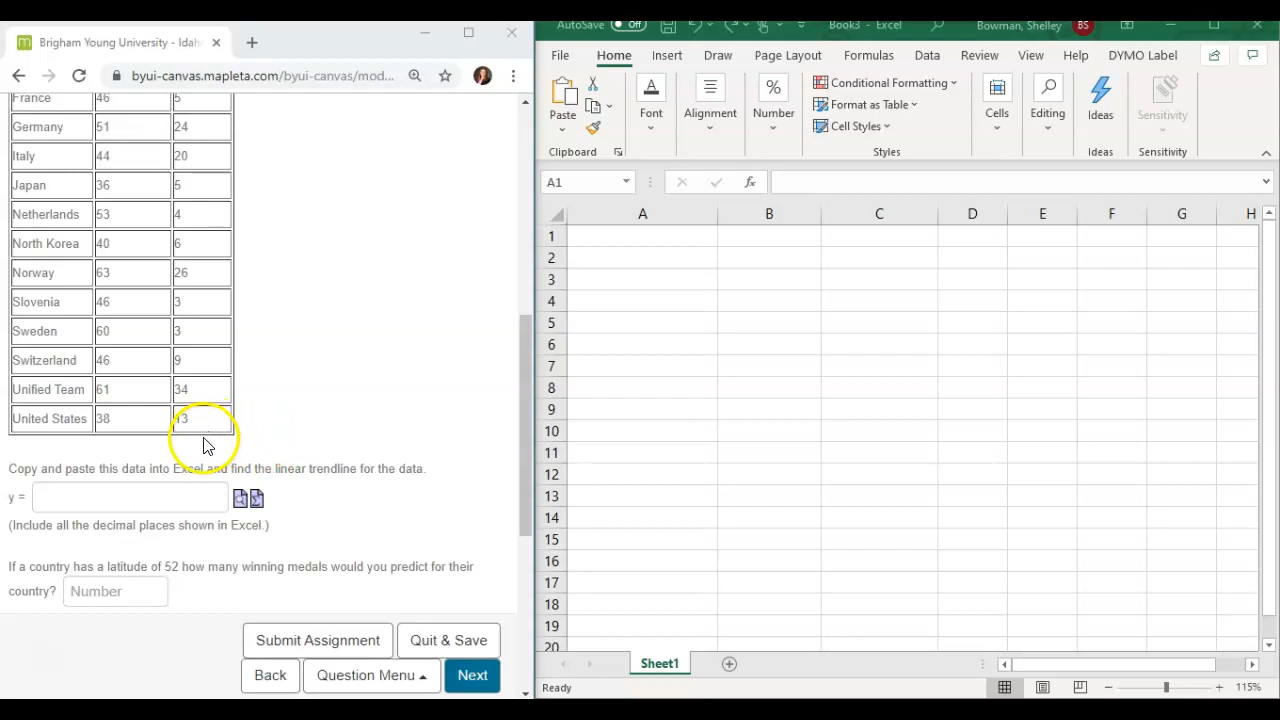 Brigham Young University - Idaho
AutoSave Off Book3 - Excel Bowman, Shelley BS
byui-canvas.mapleta.com/byui-canvas/mod...
File Home Insert Draw Page Layout Formulas Data Review View Help DYMO Label
Paste
Clipboard
Font
Alignment
Number
Conditional Formatting
Format as Table
Cell Styles
Styles
Cells
Editing
Ideas
Ideas
Sensitivity
Sensitivity
A1 fx
France 46 5
Germany 51 24
Italy 44 20
Japan 36 5
Netherlands 53 4
North Korea 40 6
Norway 63 26
Slovenia 46 3
Sweden 60 3
Switzerland 46 9
Unified Team 61 34
United States 38 13
Copy and paste this data into Excel and find the linear trendline for the data.
y =
(Include all the decimal places shown in Excel.)
If a country has a latitude of 52 how many winning medals would you predict for their
country? Number
Submit Assignment Quit & Save
Back Question Menu Next
A B C D E F G H
1
2
3
4
5
6
7
8
9
10
11
12
13
14
15
16
17
18
19
20
Sheet1
Ready 115%